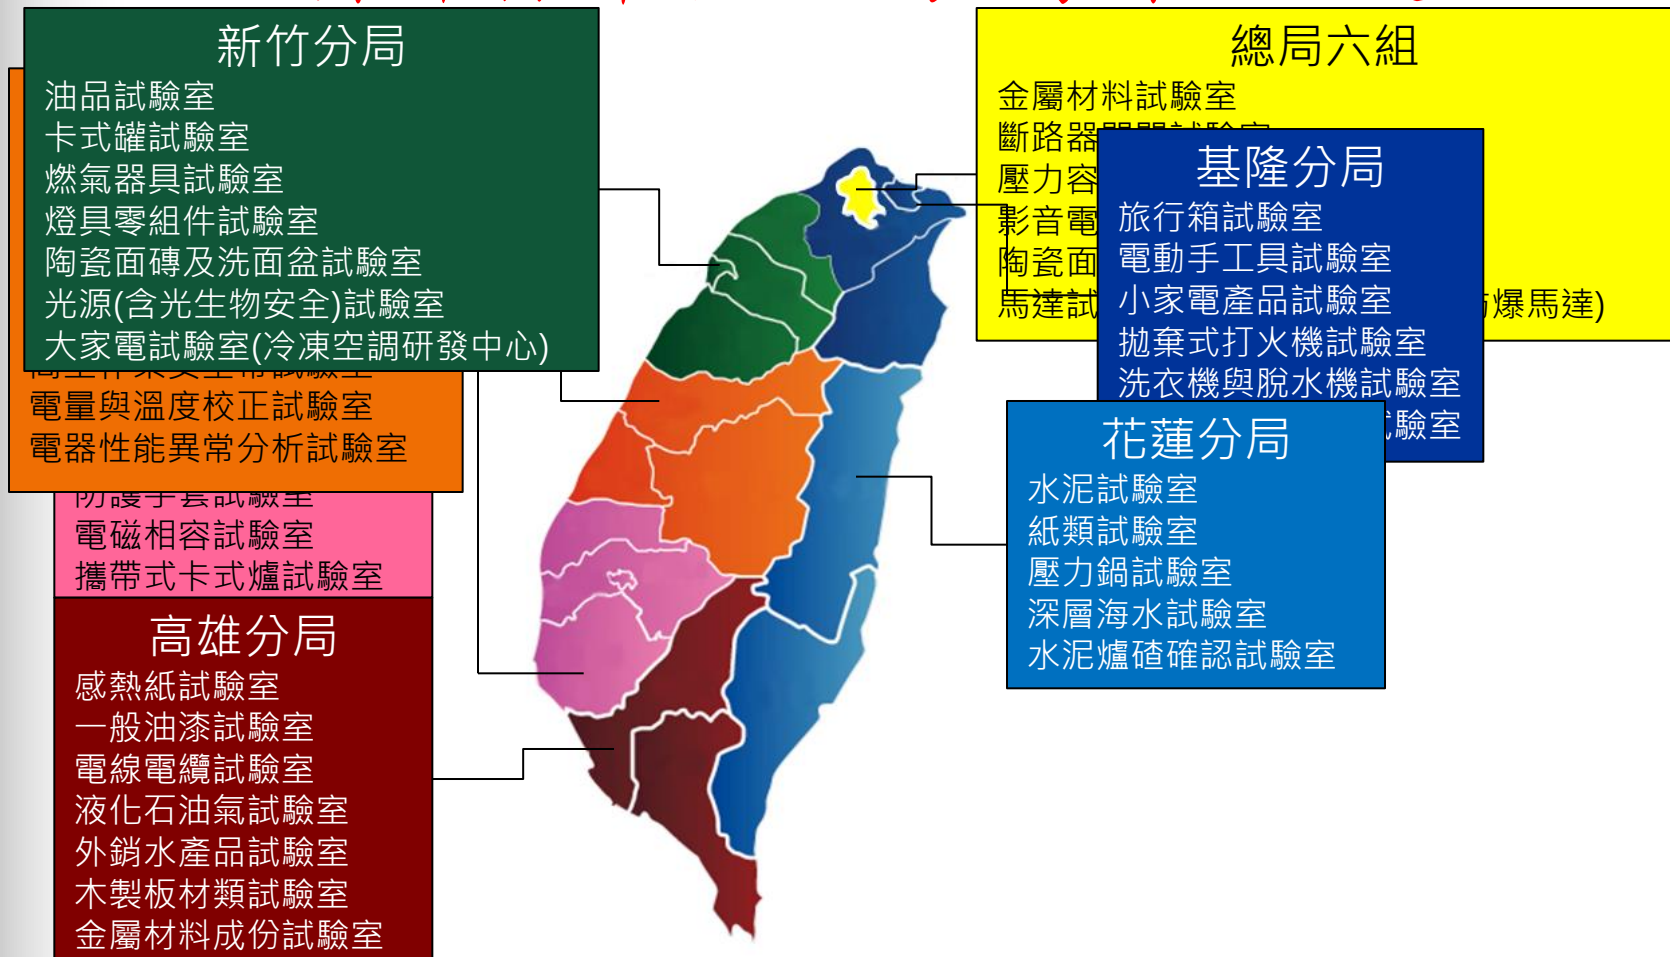 新竹分局
油品試驗室
卡式罐試驗室
燃氣器具試驗室
燈具零組件試驗室
陶瓷面磚及洗面盆試驗室
光源(含光生物安全)試驗室
大家電試驗室(冷凍空調研發中心)
電量與溫度校正試驗室
電器性能異常分析試驗室
防護手套試驗室
電磁相容試驗室
攜帶式卡式爐試驗室
高雄分局
感熱紙試驗室
一般油漆試驗室
電線電纜試驗室
液化石油氣試驗室
外銷水產品試驗室
木製板材類試驗室
金屬材料成份試驗室
總局六組
金屬材料試驗室
斷路器開關試驗室
壓力容
影音電
陶瓷面
馬達試
防爆馬達)
基隆分局
旅行箱試驗室
電動手工具試驗室
小家電產品試驗室
拋棄式打火機試驗室
洗衣機與脫水機試驗室
試驗室
花蓮分局
水泥試驗室
紙類試驗室
壓力鍋試驗室
深層海水試驗室
水泥爐碴確認試驗室